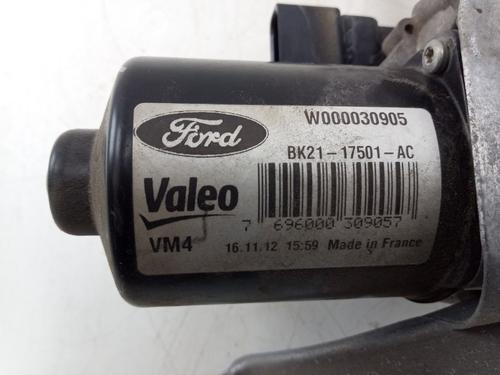 Ford W000030905
BK21-17501-AC
Valeo
7 696000 309057
VM4 16.11.12 15:59 Made in France